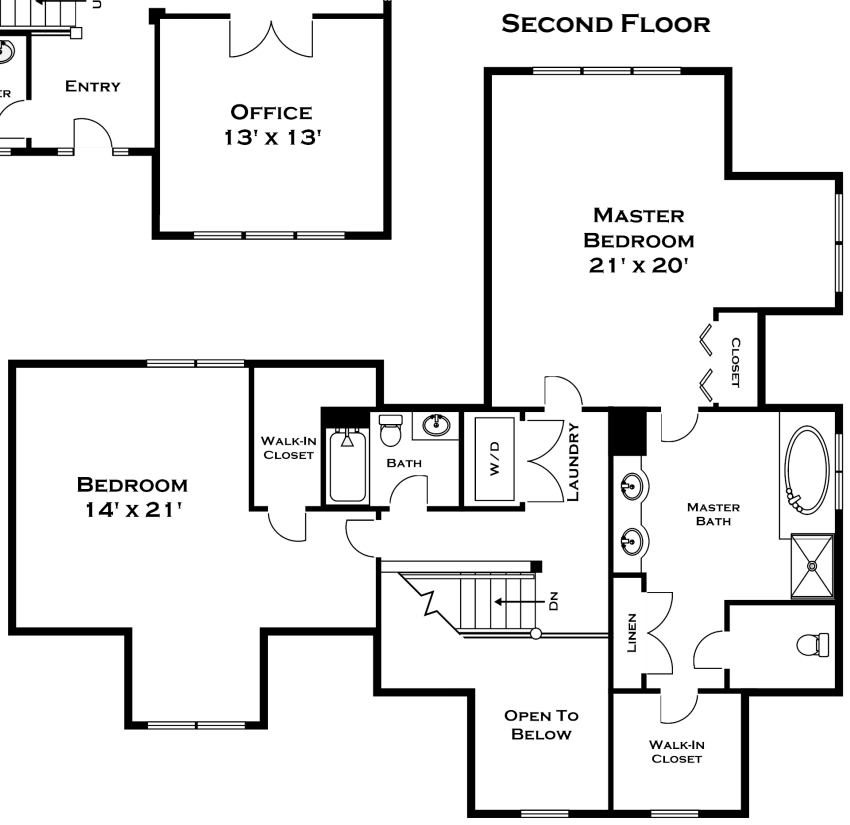 SECOND FLOOR
ENTRY
OFFICE
13' X 13'
ER
MASTER
BEDROOM
21' X 20'
CLOSET
WALK-IN
CLOSET
BATH
W/D
LAUNDRY
BEDROOM
14' X 21'
MASTER
BATH
DN
LINEN
OPEN TO
BELOW
WALK-IN
CLOSET